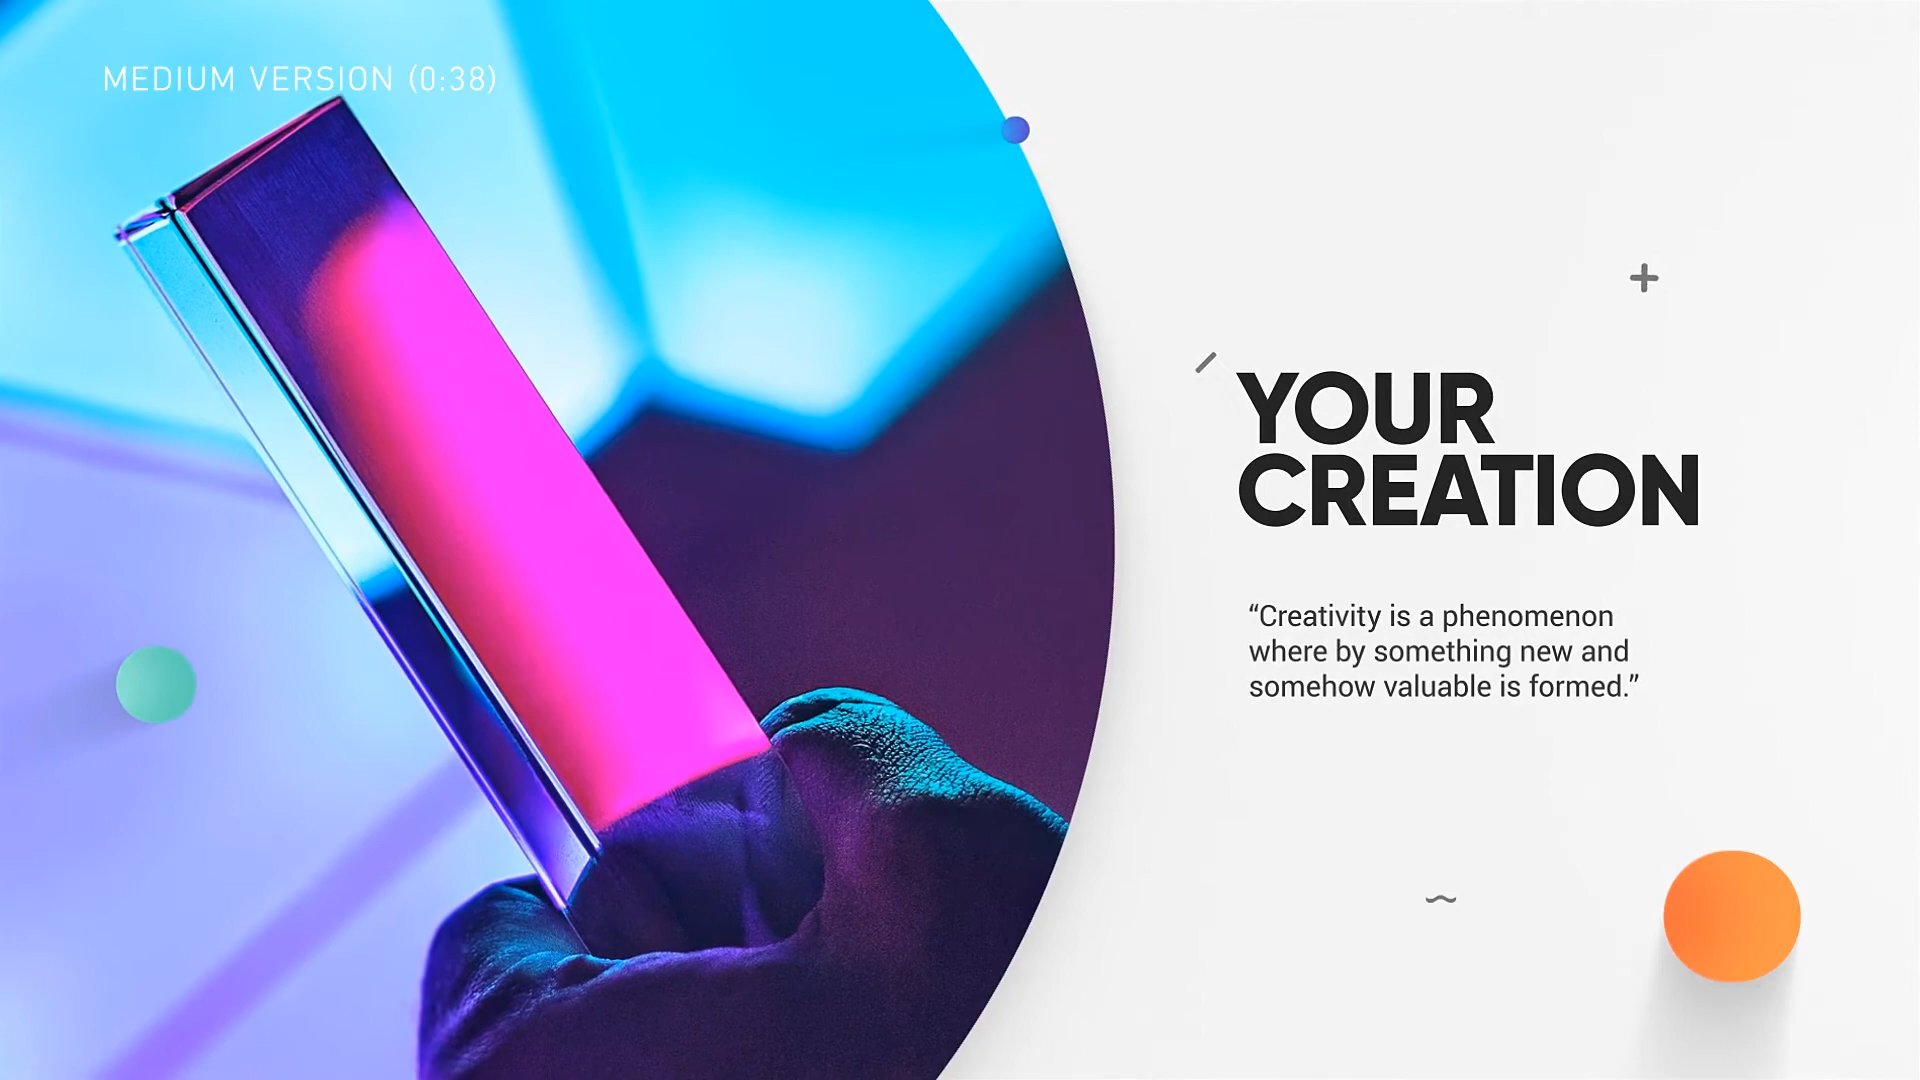 MEDIUM VERSION (0:38)
YOUR
CREATION
“Creativity is a phenomenon
where by something new and
somehow valuable is formed.”